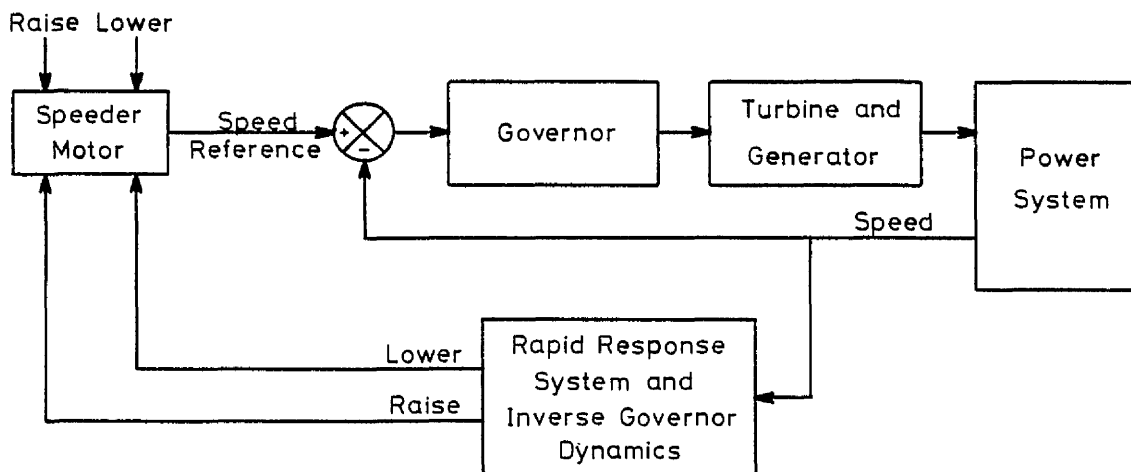 Raise Lower
Speeder
Motor
Speed
Reference
+
-
Governor
Turbine and
Generator
Power
System
Speed
Lower
Raise
Rapid Response
System and
Inverse Governor
Dynamics